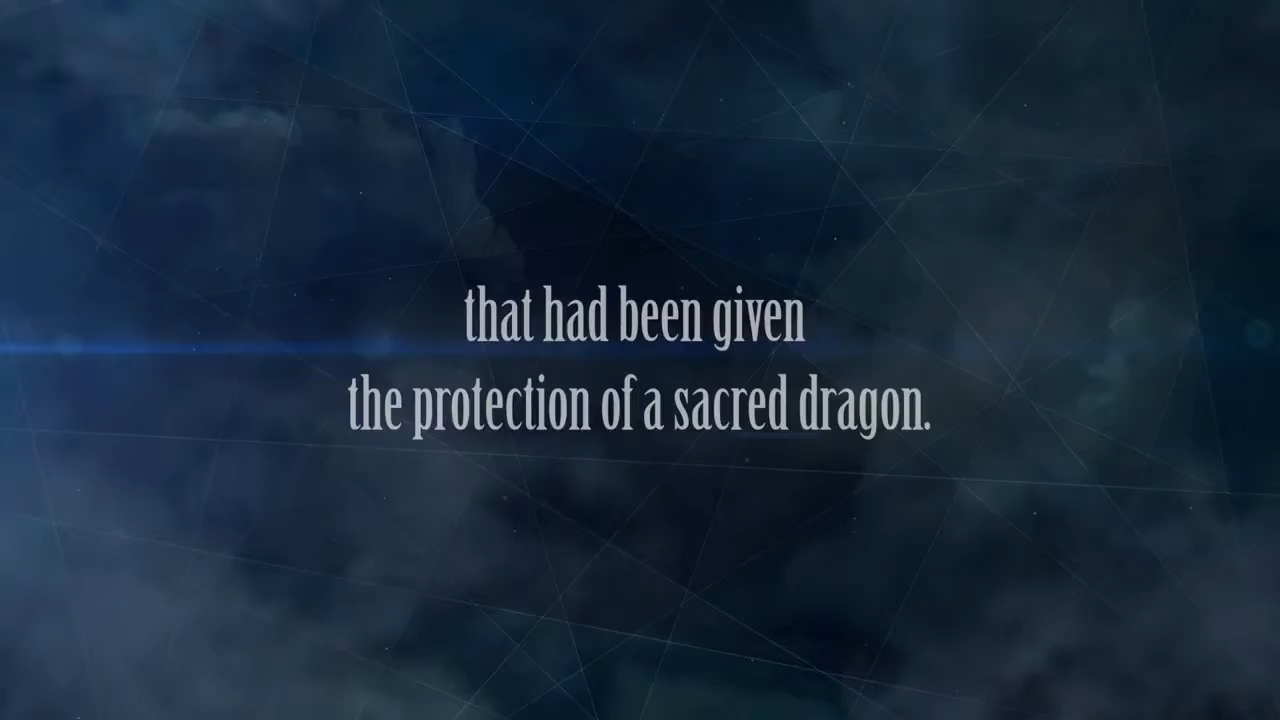 that had been given
the protection of a sacred dragon.